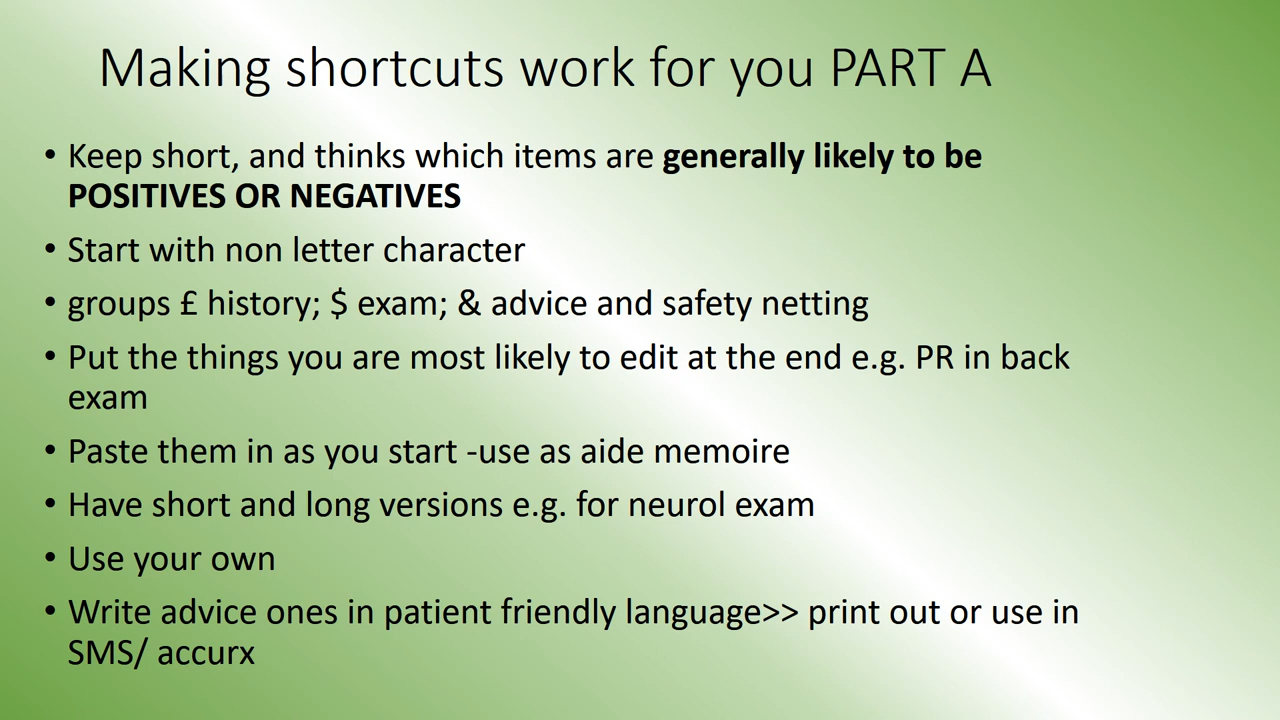 Making shortcuts work for you PART A
• Keep short, and thinks which items are generally likely to be
POSITIVES OR NEGATIVES
• Start with non letter character
• groups £ history; $ exam; & advice and safety netting
• Put the things you are most likely to edit at the end e.g. PR in back
exam
• Paste them in as you start -use as aide memoire
• Have short and long versions e.g. for neurol exam
• Use your own
• Write advice ones in patient friendly language>> print out or use in
SMS/ accurx